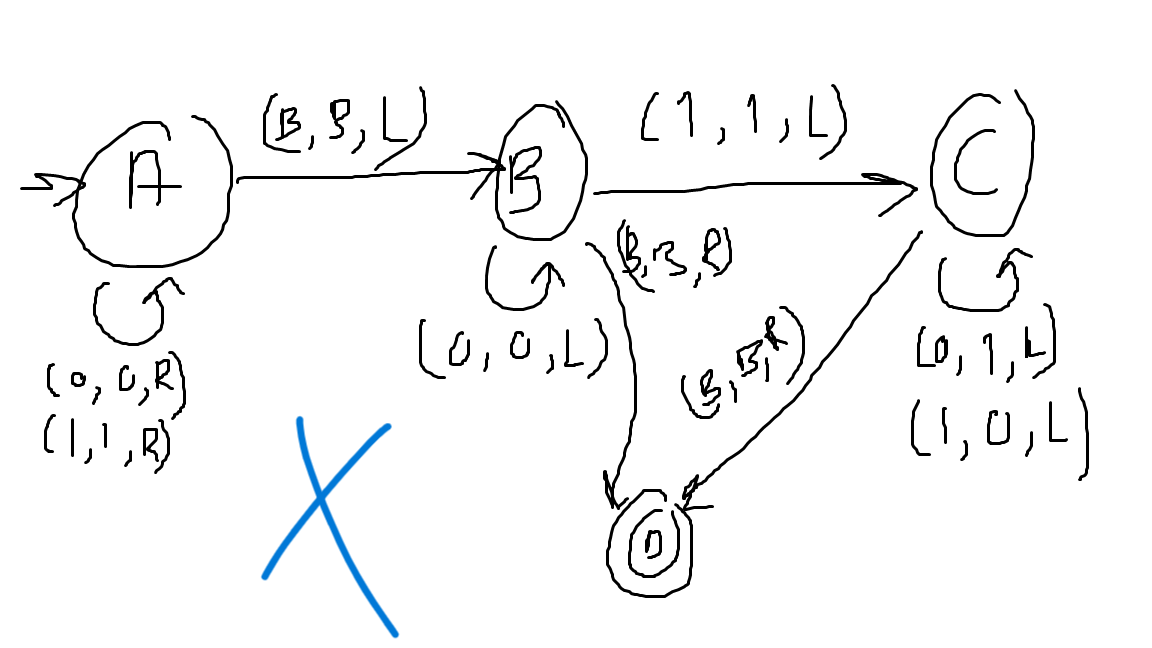 (B, B, L)
(1, 1, L)
A
B
C
(B, B, R)
(0, 0, L)
(B, B, R)
(0, 1, L)
(1, 0, L)
(0, 0, R)
(1, 1, R)
D